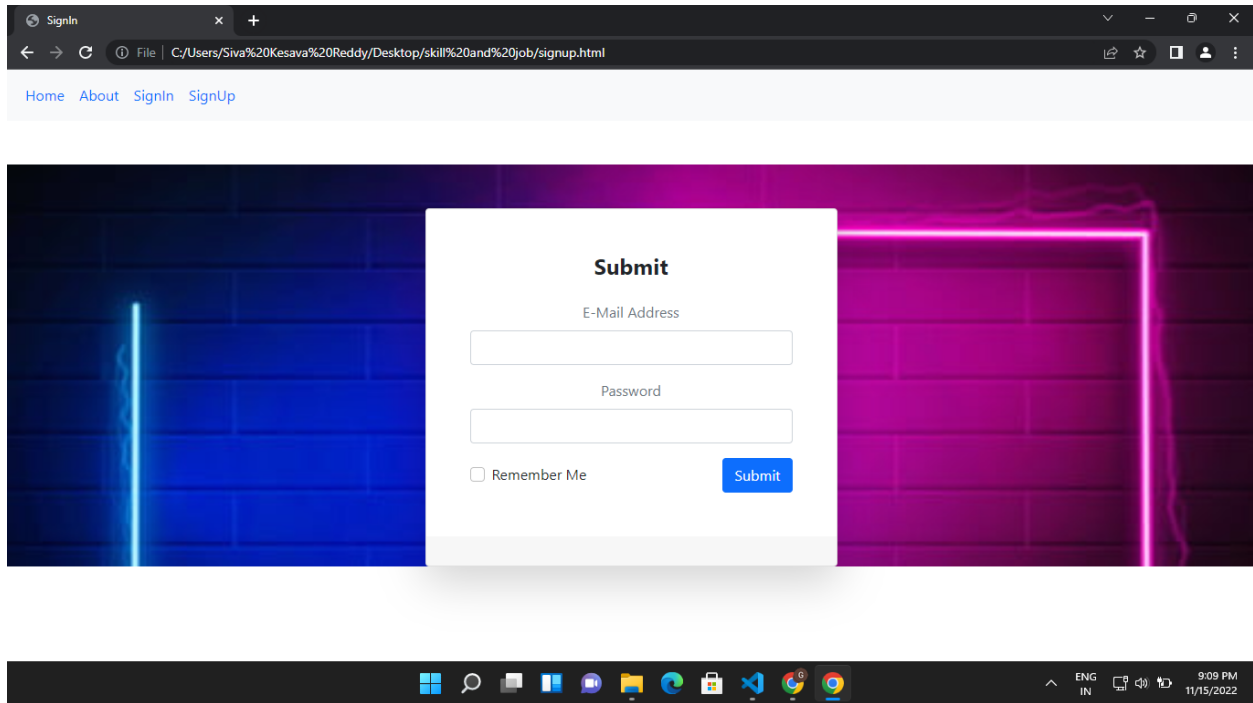 SignIn
File C:/Users/Siva%20Kesava%20Reddy/Desktop/skill%20and%20job/signup.html
Home About SignIn SignUp
Submit
E-Mail Address
Password
Remember Me Submit
G
ENG
IN
9:09 PM
11/15/2022